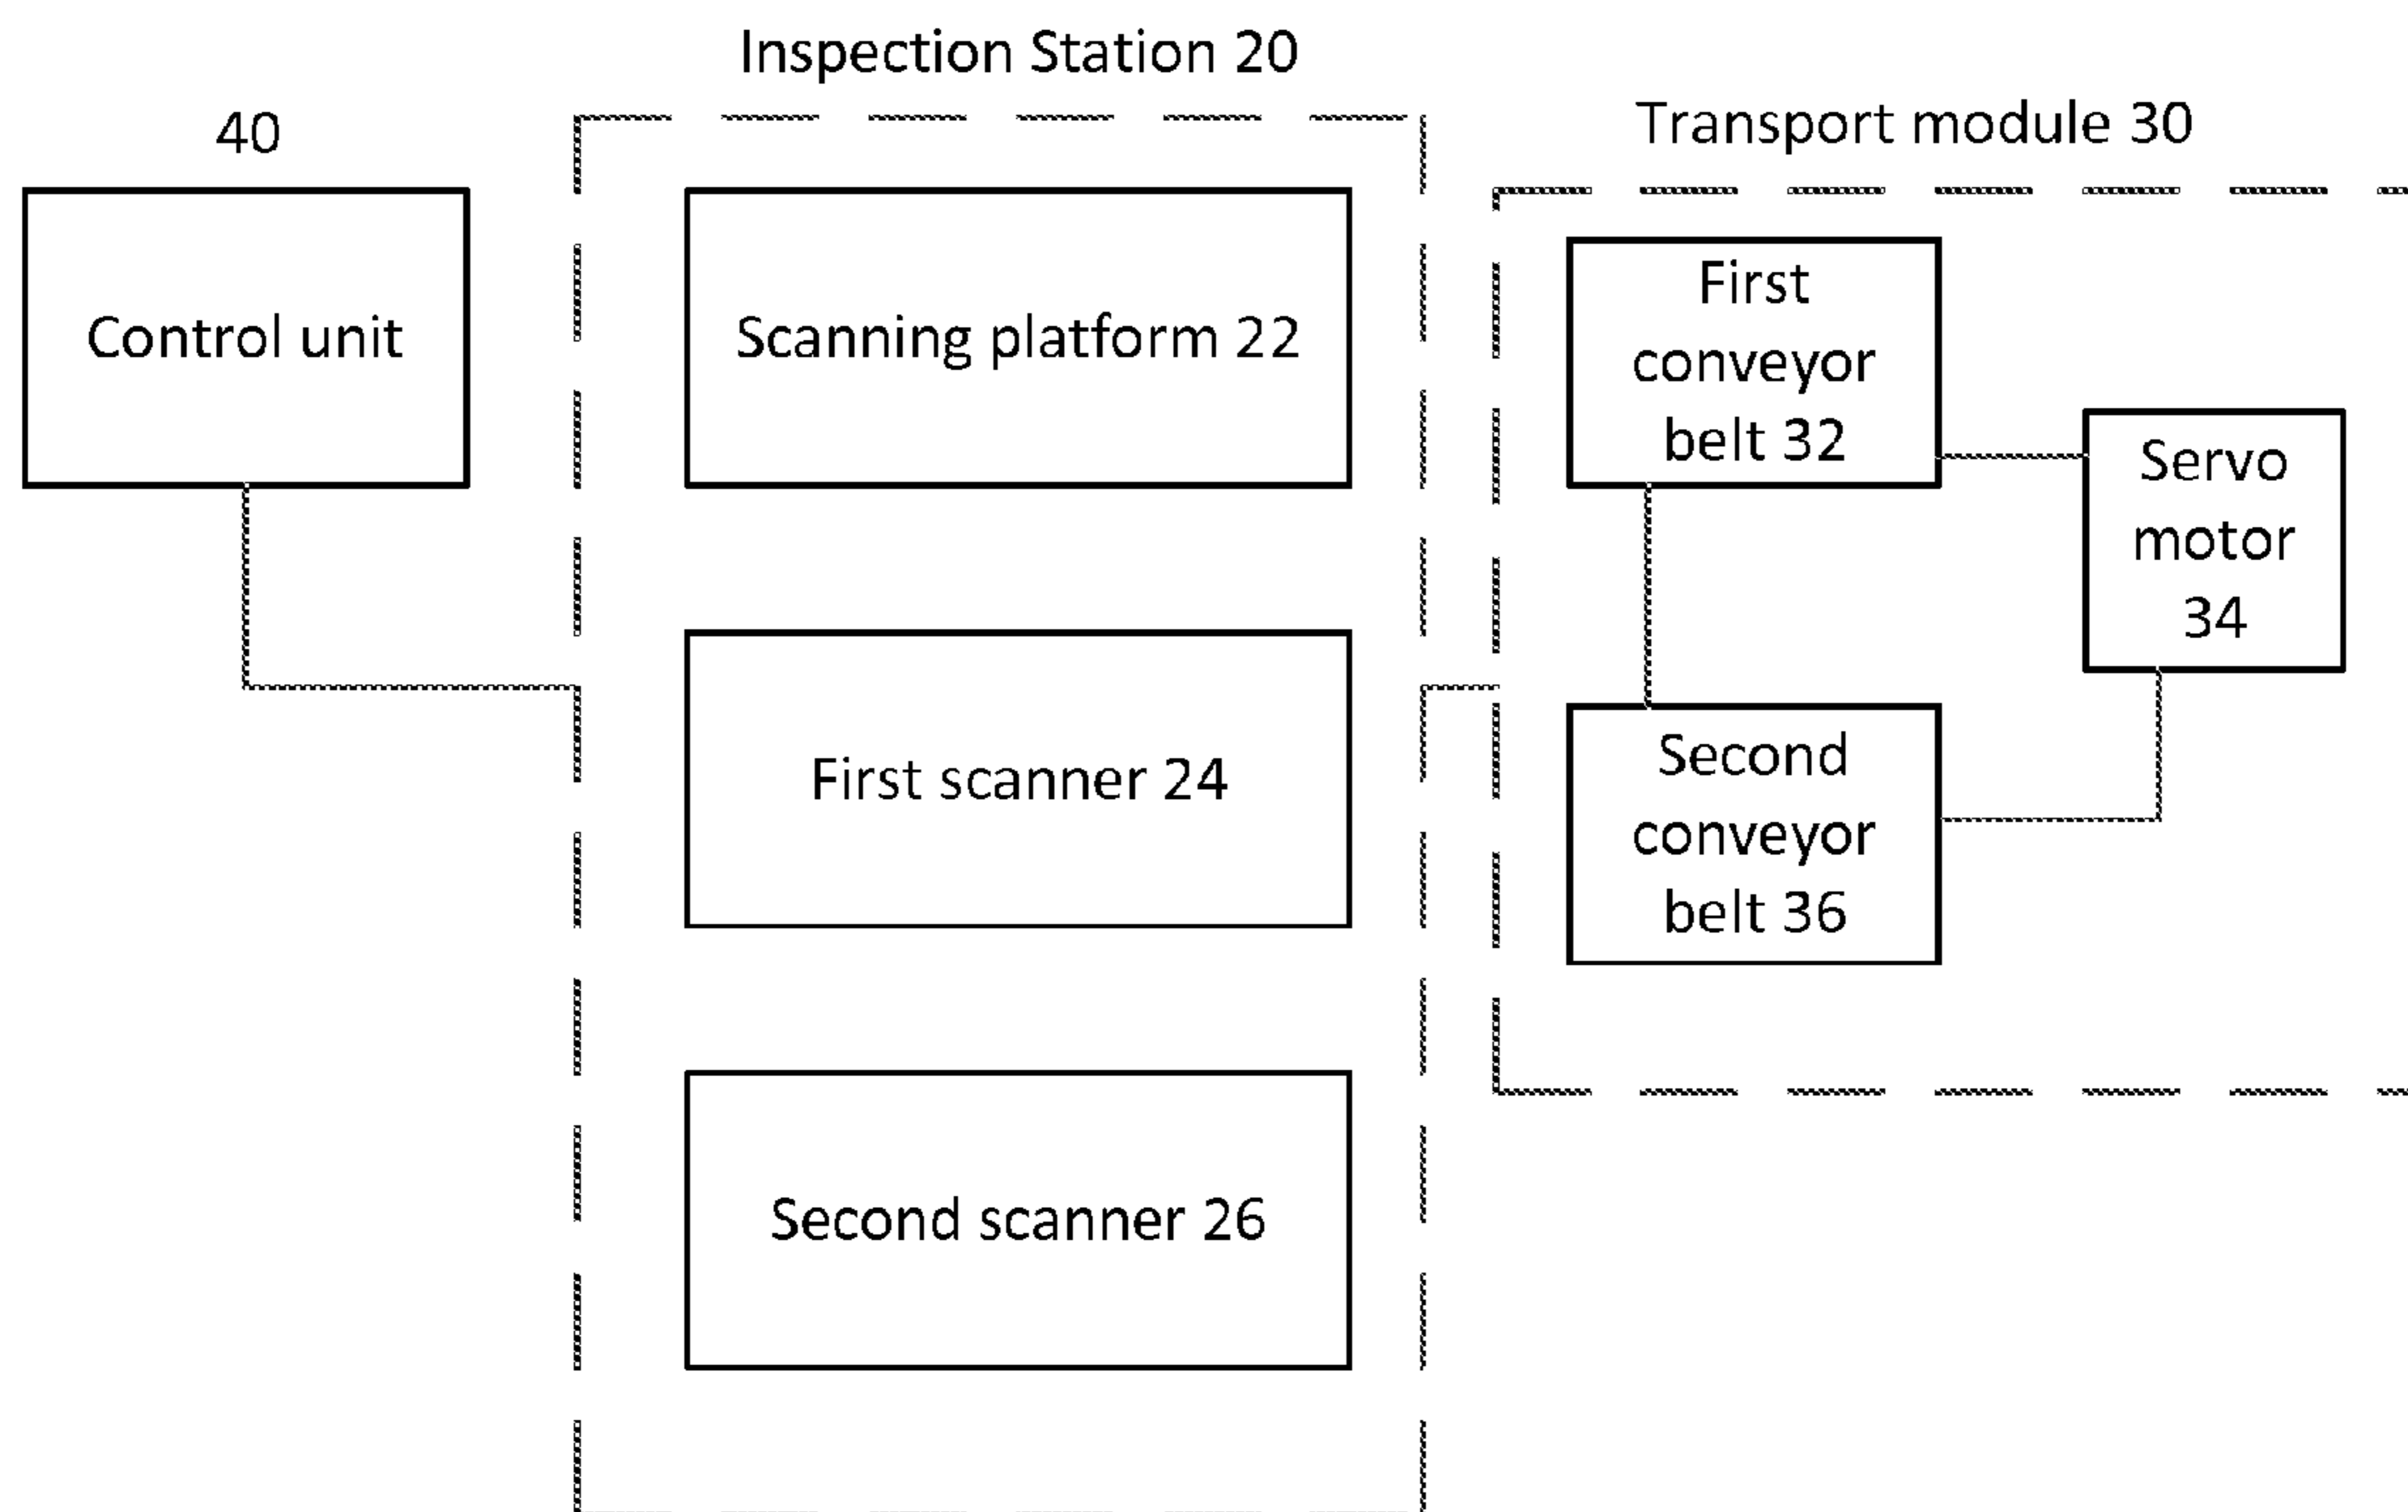 Inspection Station 20
40
Transport module 30
Control unit
Scanning platform 22
First
conveyor
belt 32
Servo
motor
34
First scanner 24
Second
conveyor
belt 36
Second scanner 26